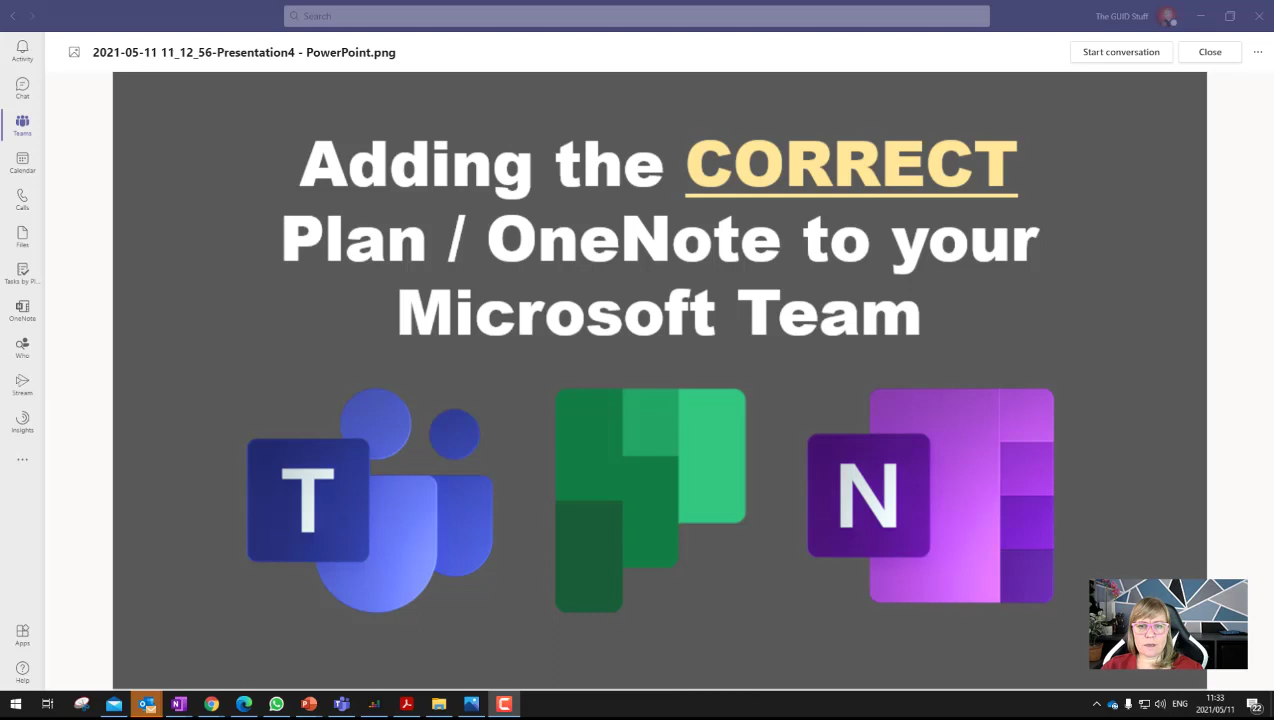 Search
The GUID Stuff
2021-05-11 11_12_56-Presentation4 - PowerPoint.png
Start conversation
Close
Activity
Chat
Teams
Calendar
Calls
Files
Tasks by Pl...
OneNote
Who
Stream
Insights
Apps
Help
Adding the CORRECT
Plan / OneNote to your
Microsoft Team
T
N
ENG
11:33
2021/05/11
22